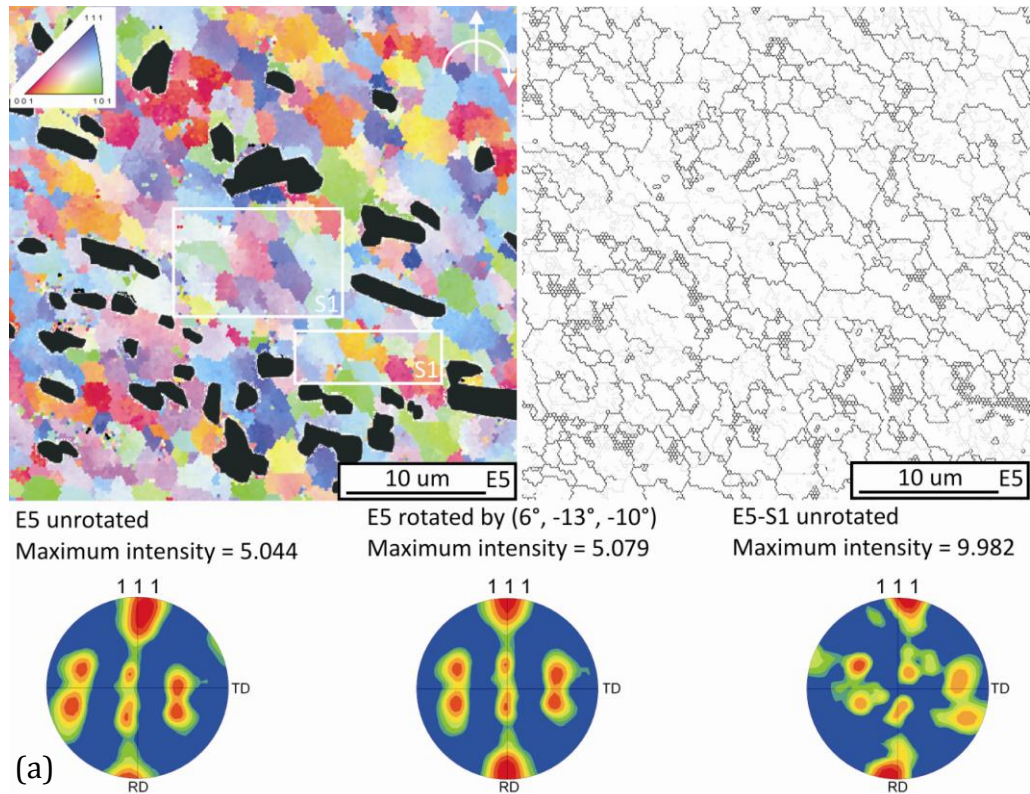 1 1 1
0 0 1
1 0 1
S1
S1
10 um
E5
10 um
E5
E5 unrotated
Maximum intensity = 5.044
E5 rotated by (6°, -13°, -10°)
Maximum intensity = 5.079
E5-S1 unrotated
Maximum intensity = 9.982
1 1 1
TD
RD
1 1 1
TD
RD
1 1 1
TD
RD
(a)